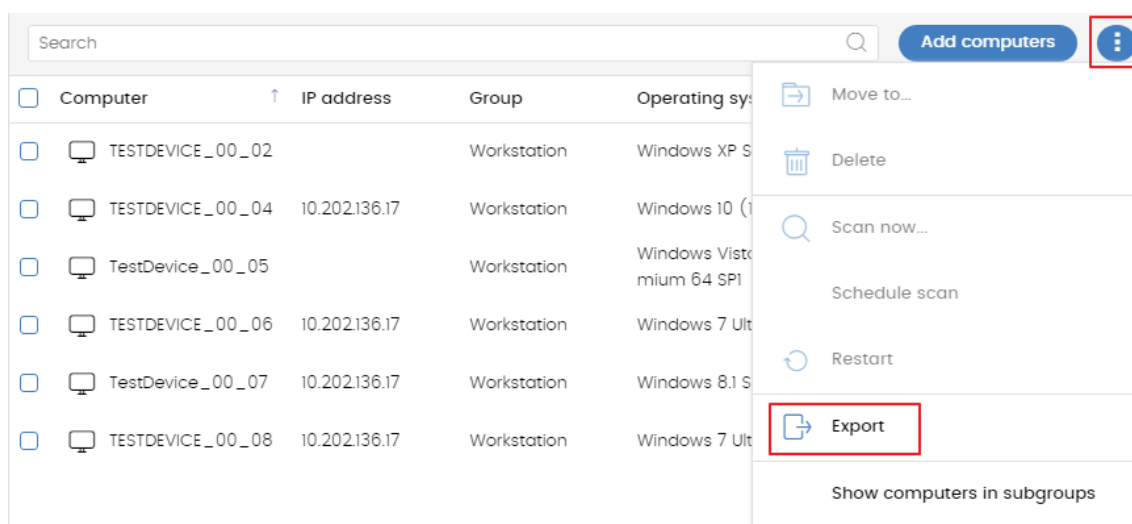 Search
Add computers
Computer IP address Group Operating sys
Move to...
TESTDEVICE_00_02 Workstation Windows XP S
Delete
TESTDEVICE_00_04 10.202.136.17 Workstation Windows 10 (1
Scan now...
TestDevice_00_05 Workstation Windows Vista
mium 64 SP1
Schedule scan
TESTDEVICE_00_06 10.202.136.17 Workstation Windows 7 Ult
Restart
TestDevice_00_07 10.202.136.17 Workstation Windows 8.1 S
Export
TESTDEVICE_00_08 10.202.136.17 Workstation Windows 7 Ult
Show computers in subgroups